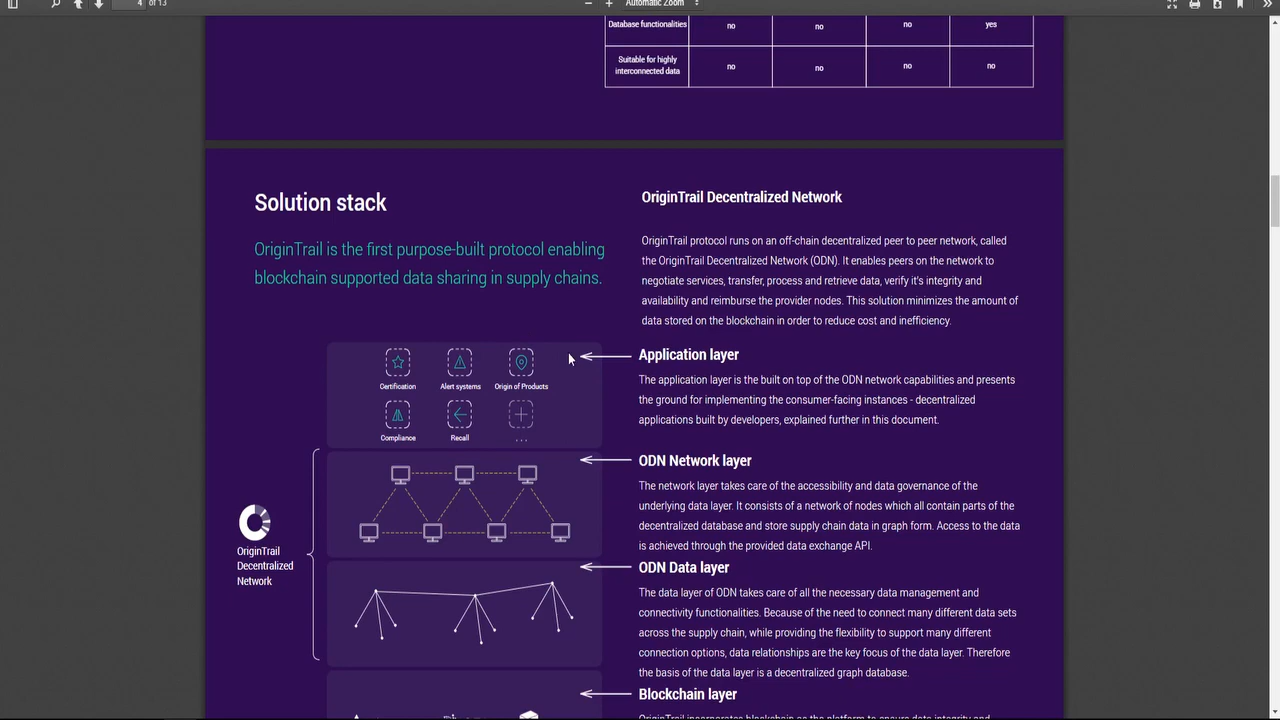 4 of 13
Automatic Zoom
Database functionalities no no no yes
Suitable for highly
interconnected data no no no no
Solution stack
OriginTrail is the first purpose-built protocol enabling
blockchain supported data sharing in supply chains.
OriginTrail Decentralized Network
OriginTrail protocol runs on an off-chain decentralized peer to peer network, called
the OriginTrail Decentralized Network (ODN). It enables peers on the network to
negotiate services, transfer, process and retrieve data, verify it's integrity and
availability and reimburse the provider nodes. This solution minimizes the amount of
data stored on the blockchain in order to reduce cost and inefficiency.
Certification Alert systems Origin of Products
Compliance Recall ...
Application layer
The application layer is the built on top of the ODN network capabilities and presents
the ground for implementing the consumer-facing instances - decentralized
applications built by developers, explained further in this document.
ODN Network layer
The network layer takes care of the accessibility and data governance of the
underlying data layer. It consists of a network of nodes which all contain parts of the
decentralized database and store supply chain data in graph form. Access to the data
is achieved through the provided data exchange API.
OriginTrail
Decentralized
Network
ODN Data layer
The data layer of ODN takes care of all the necessary data management and
connectivity functionalities. Because of the need to connect many different data sets
across the supply chain, while providing the flexibility to support many different
connection options, data relationships are the key focus of the data layer. Therefore
the basis of the data layer is a decentralized graph database.
Blockchain layer
OriginTrail incorporates blockchain as the platform to ensure data integrity and